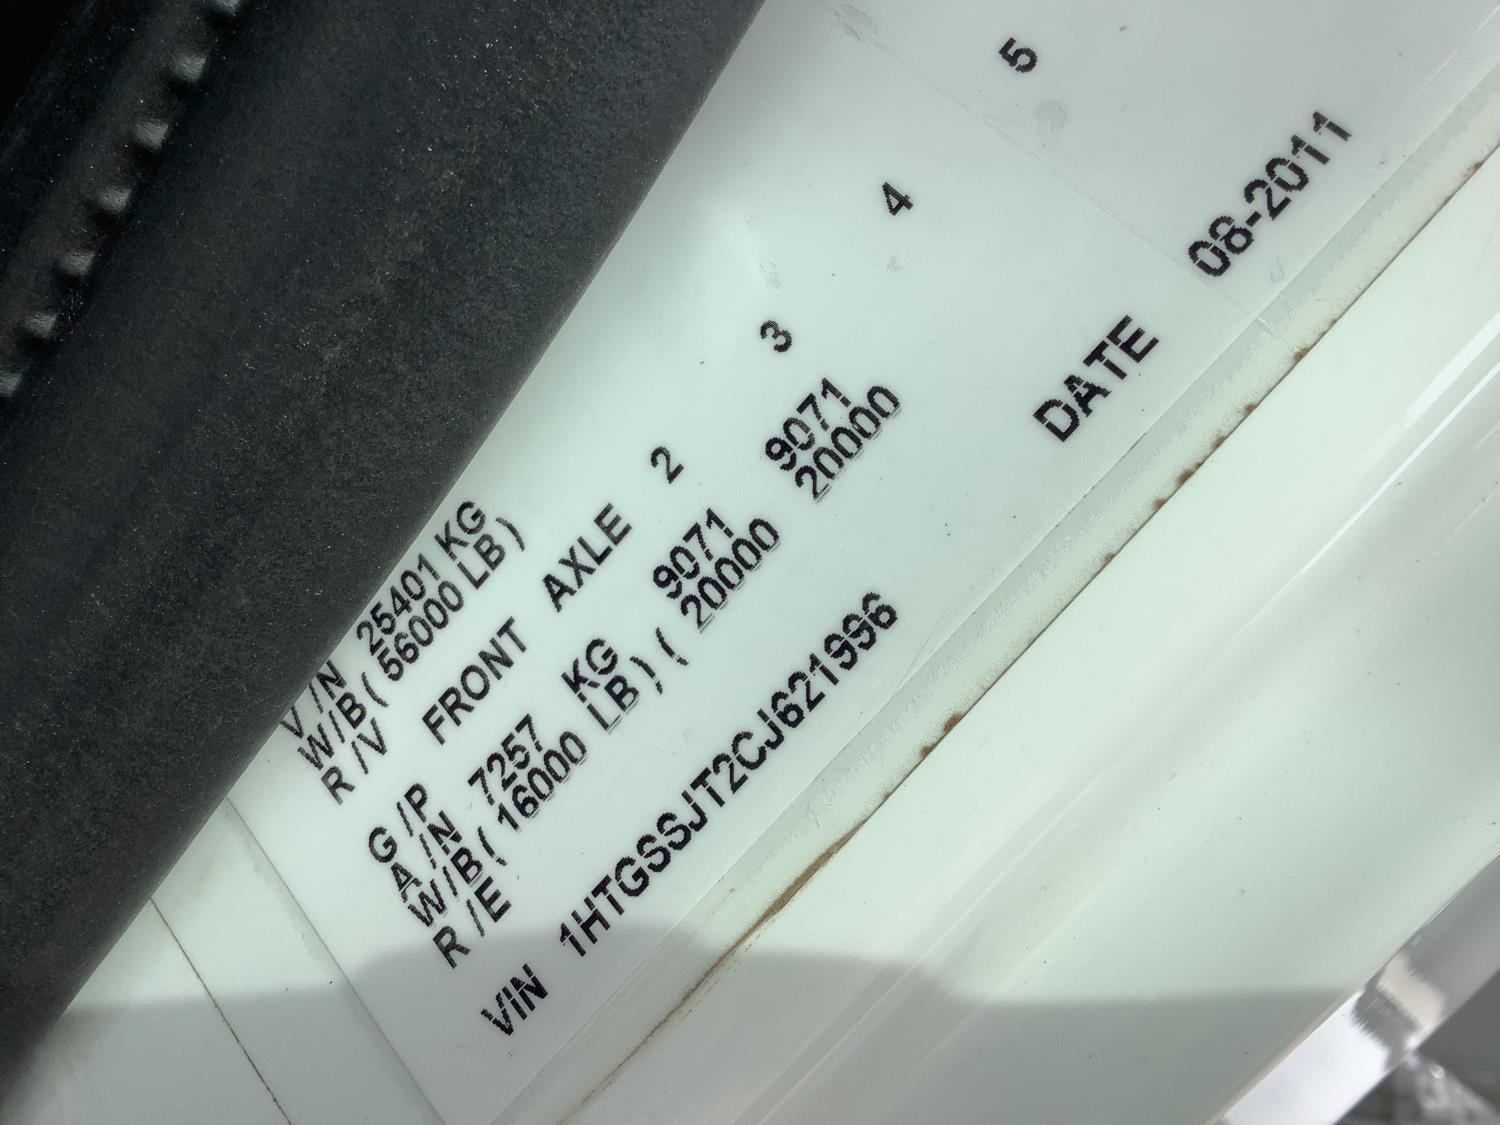 V/N 25401 KG
W/B ( 56000 LB )
R/V
FRONT AXLE 2 3 4 5
G/P
A/N 7257 KG 9071 9071
W/B ( 16000 LB ) ( 20000 20000
R/E
VIN 1HTGSSJT2CJ621996 DATE 08-2011